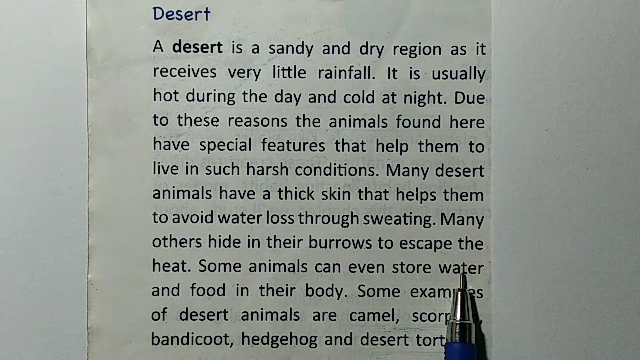 Desert
A desert is a sandy and dry region as it
receives very little rainfall. It is usually
hot during the day and cold at night. Due
to these reasons the animals found here
have special features that help them to
live in such harsh conditions. Many desert
animals have a thick skin that helps them
to avoid water loss through sweating. Many
others hide in their burrows to escape the
heat. Some animals can even store water
and food in their body. Some examples
of desert animals are camel,
bandicoot, hedgehog and desert